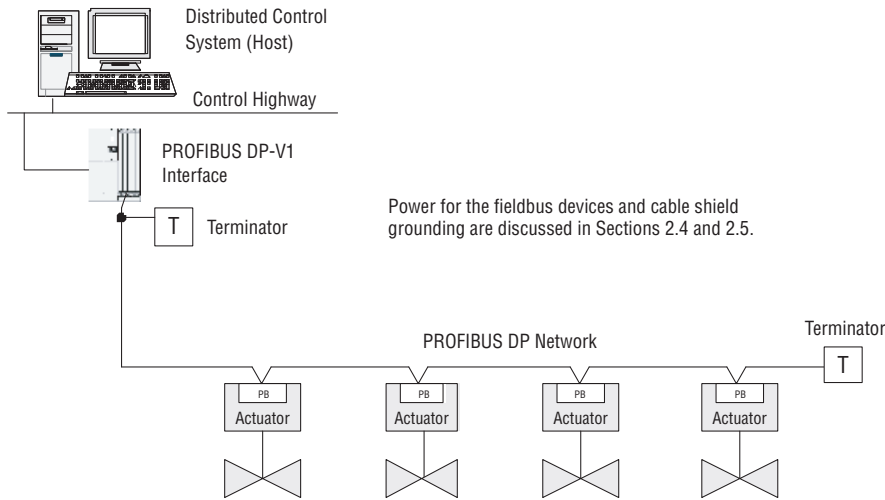 Distributed Control
System (Host)
Control Highway
PROFIBUS DP-V1
Interface
T
Terminator
Power for the fieldbus devices and cable shield
grounding are discussed in Sections 2.4 and 2.5.
PROFIBUS DP Network
Terminator
T
PB
Actuator
PB
Actuator
PB
Actuator
PB
Actuator